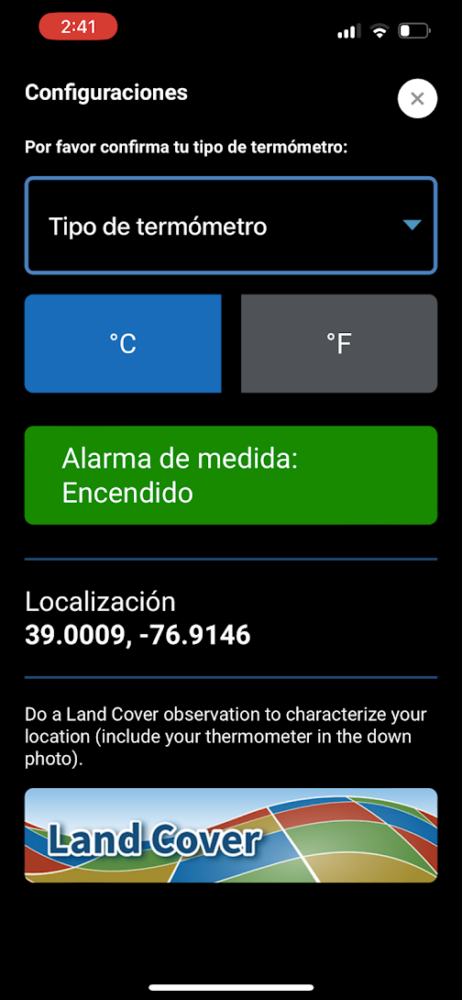 2:41
Configuraciones
Por favor confirma tu tipo de termómetro:
Tipo de termómetro
°C
°F
Alarma de medida:
Encendido
Localización
39.0009, -76.9146
Do a Land Cover observation to characterize your
location (include your thermometer in the down
photo).
Land Cover